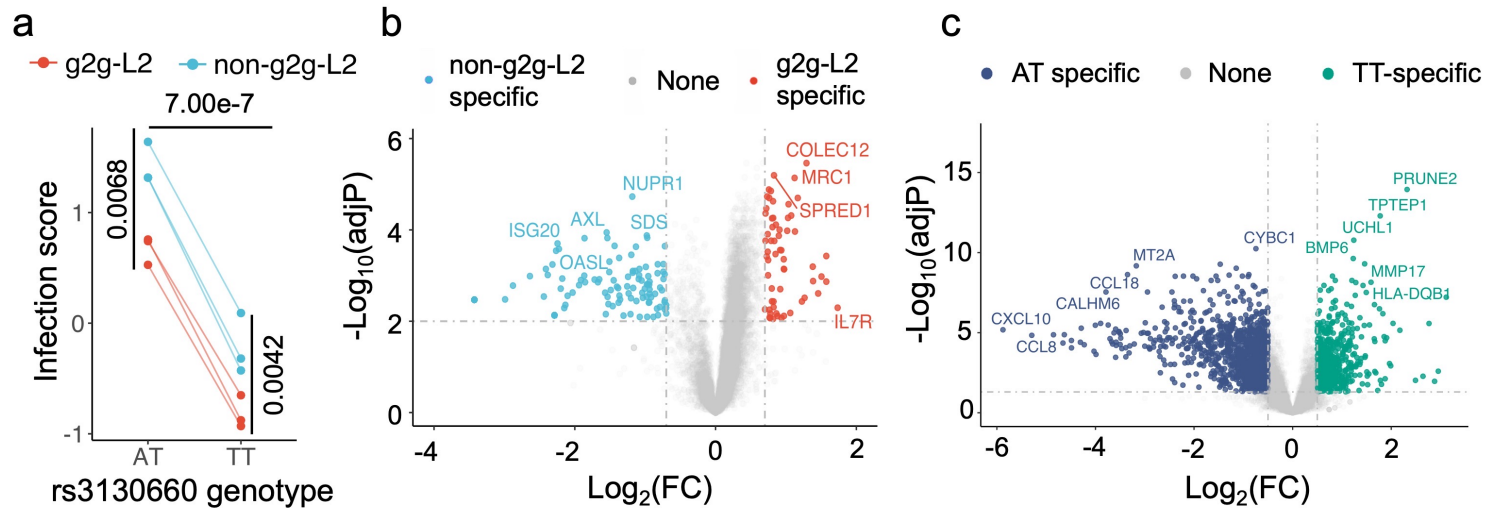 a
g2g-L2
non-g2g-L2
7.00e-7
0.0068
0.0042
Infection score
1
0
-1
AT
TT
rs3130660 genotype
b
non-g2g-L2
specific
None
g2g-L2
specific
-Log10(adjP)
6
4
2
0
COLEC12
MRC1
SPRED1
NUPR1
AXL
SDS
ISG20
OASL
IL7R
-4
-2
0
2
Log2(FC)
c
AT specific
None
TT-specific
-Log10(adjP)
15
10
5
0
PRUNE2
TPTEP1
UCHL1
CYBC1
BMP6
MT2A
MMP17
CCL18
HLA-DQB1
CALHM6
CXCL10
CCL8
-6
-4
-2
0
2
Log2(FC)